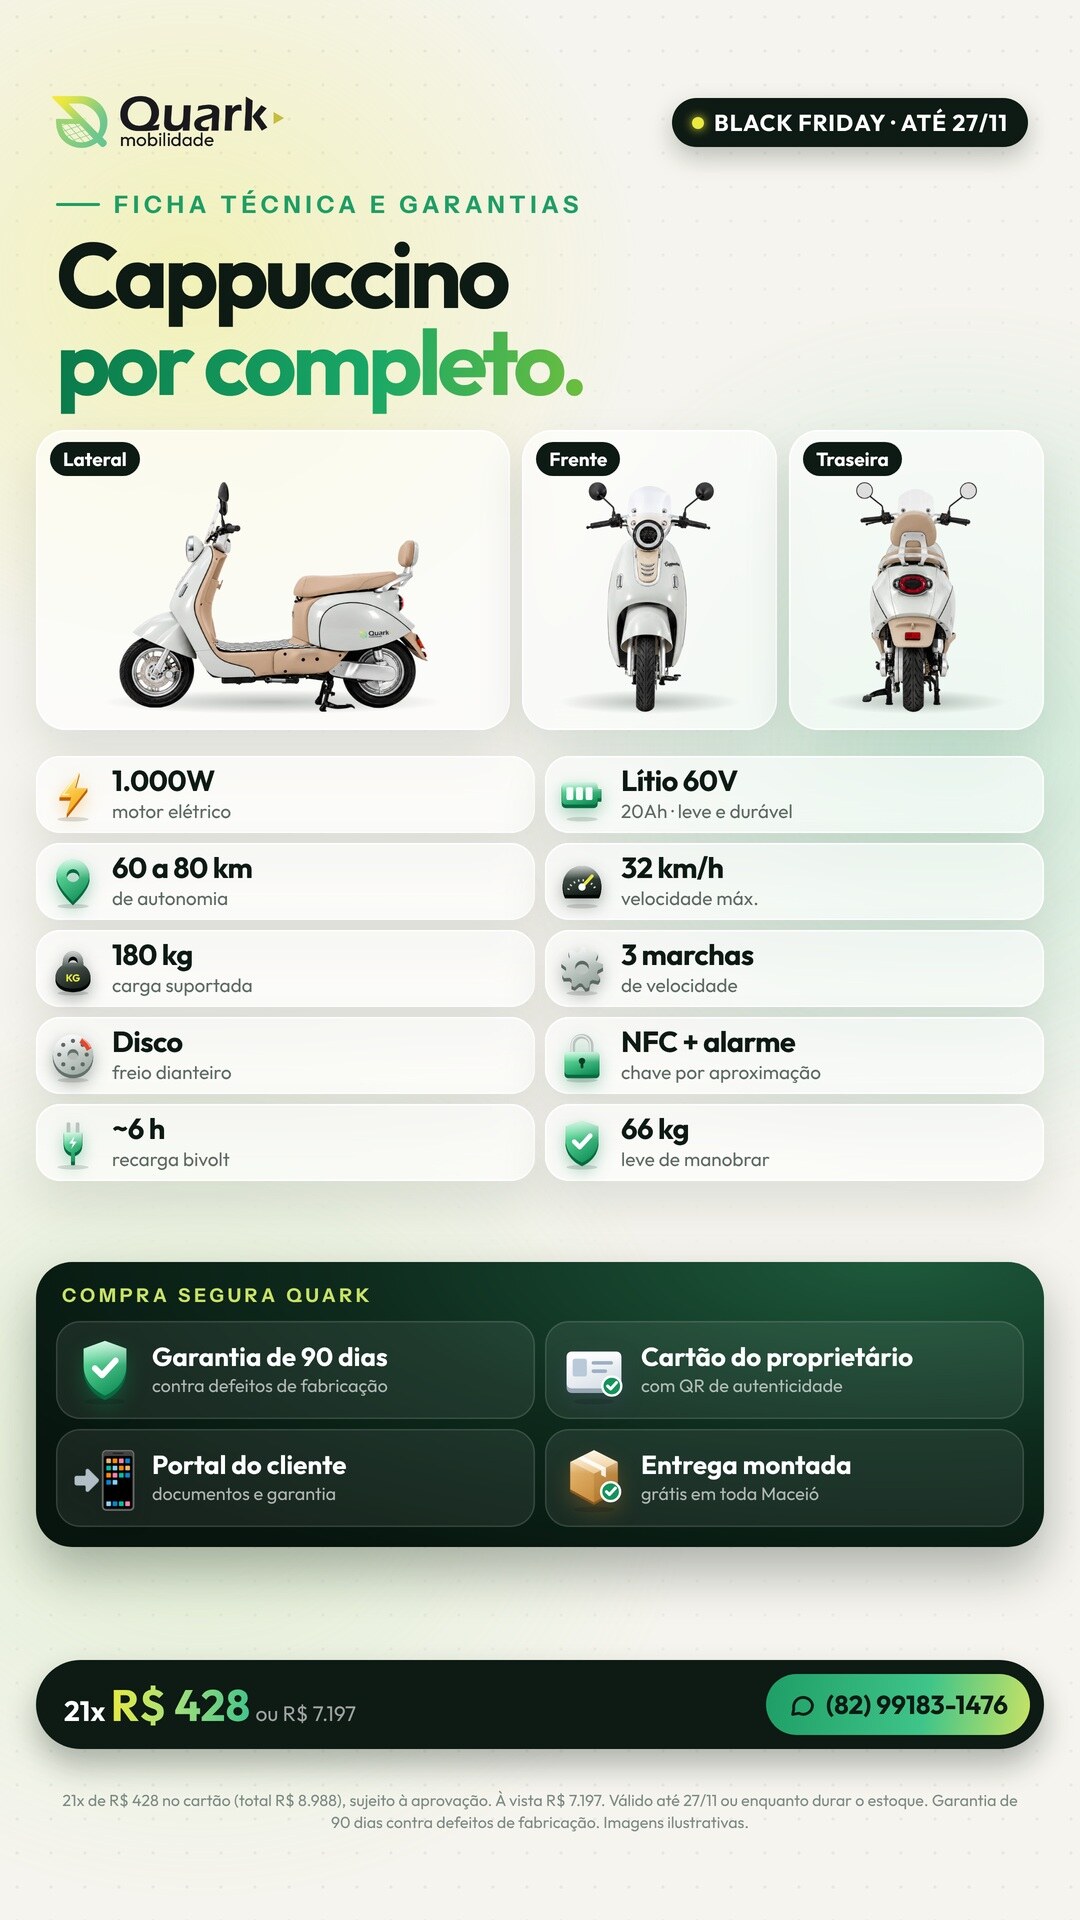 Quark
mobilidade
BLACK FRIDAY · ATÉ 27/11
FICHA TÉCNICA E GARANTIAS
Cappuccino
por completo.
Lateral
Frente
Traseira
Quark
1.000W
motor elétrico
Lítio 60V
20Ah · leve e durável
60 a 80 km
de autonomia
32 km/h
velocidade máx.
KG
180 kg
carga suportada
3 marchas
de velocidade
Disco
freio dianteiro
NFC + alarme
chave por aproximação
~6 h
recarga bivolt
66 kg
leve de manobrar
COMPRA SEGURA QUARK
Garantia de 90 dias
contra defeitos de fabricação
Cartão do proprietário
com QR de autenticidade
Portal do cliente
documentos e garantia
Entrega montada
grátis em toda Maceió
21x R$ 428 ou R$ 7.197
(82) 99183-1476
21x de R$ 428 no cartão (total R$ 8.988), sujeito à aprovação. À vista R$ 7.197. Válido até 27/11 ou enquanto durar o estoque. Garantia de
90 dias contra defeitos de fabricação. Imagens ilustrativas.